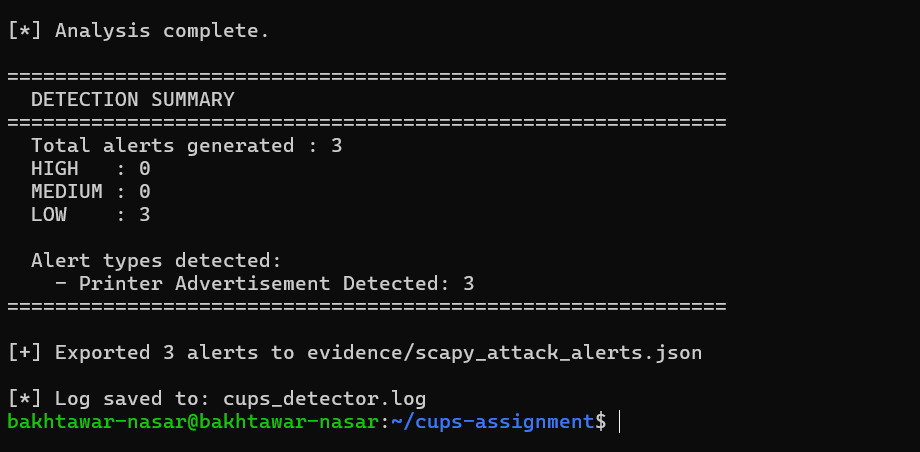 [*] Analysis complete.
============================================================
DETECTION SUMMARY
============================================================
Total alerts generated : 3
HIGH   : 0
MEDIUM : 0
LOW    : 3
Alert types detected:
- Printer Advertisement Detected: 3
============================================================
[+] Exported 3 alerts to evidence/scapy_attack_alerts.json
[*] Log saved to: cups_detector.log
bakhtawar-nasar@bakhtawar-nasar:~/cups-assignment$